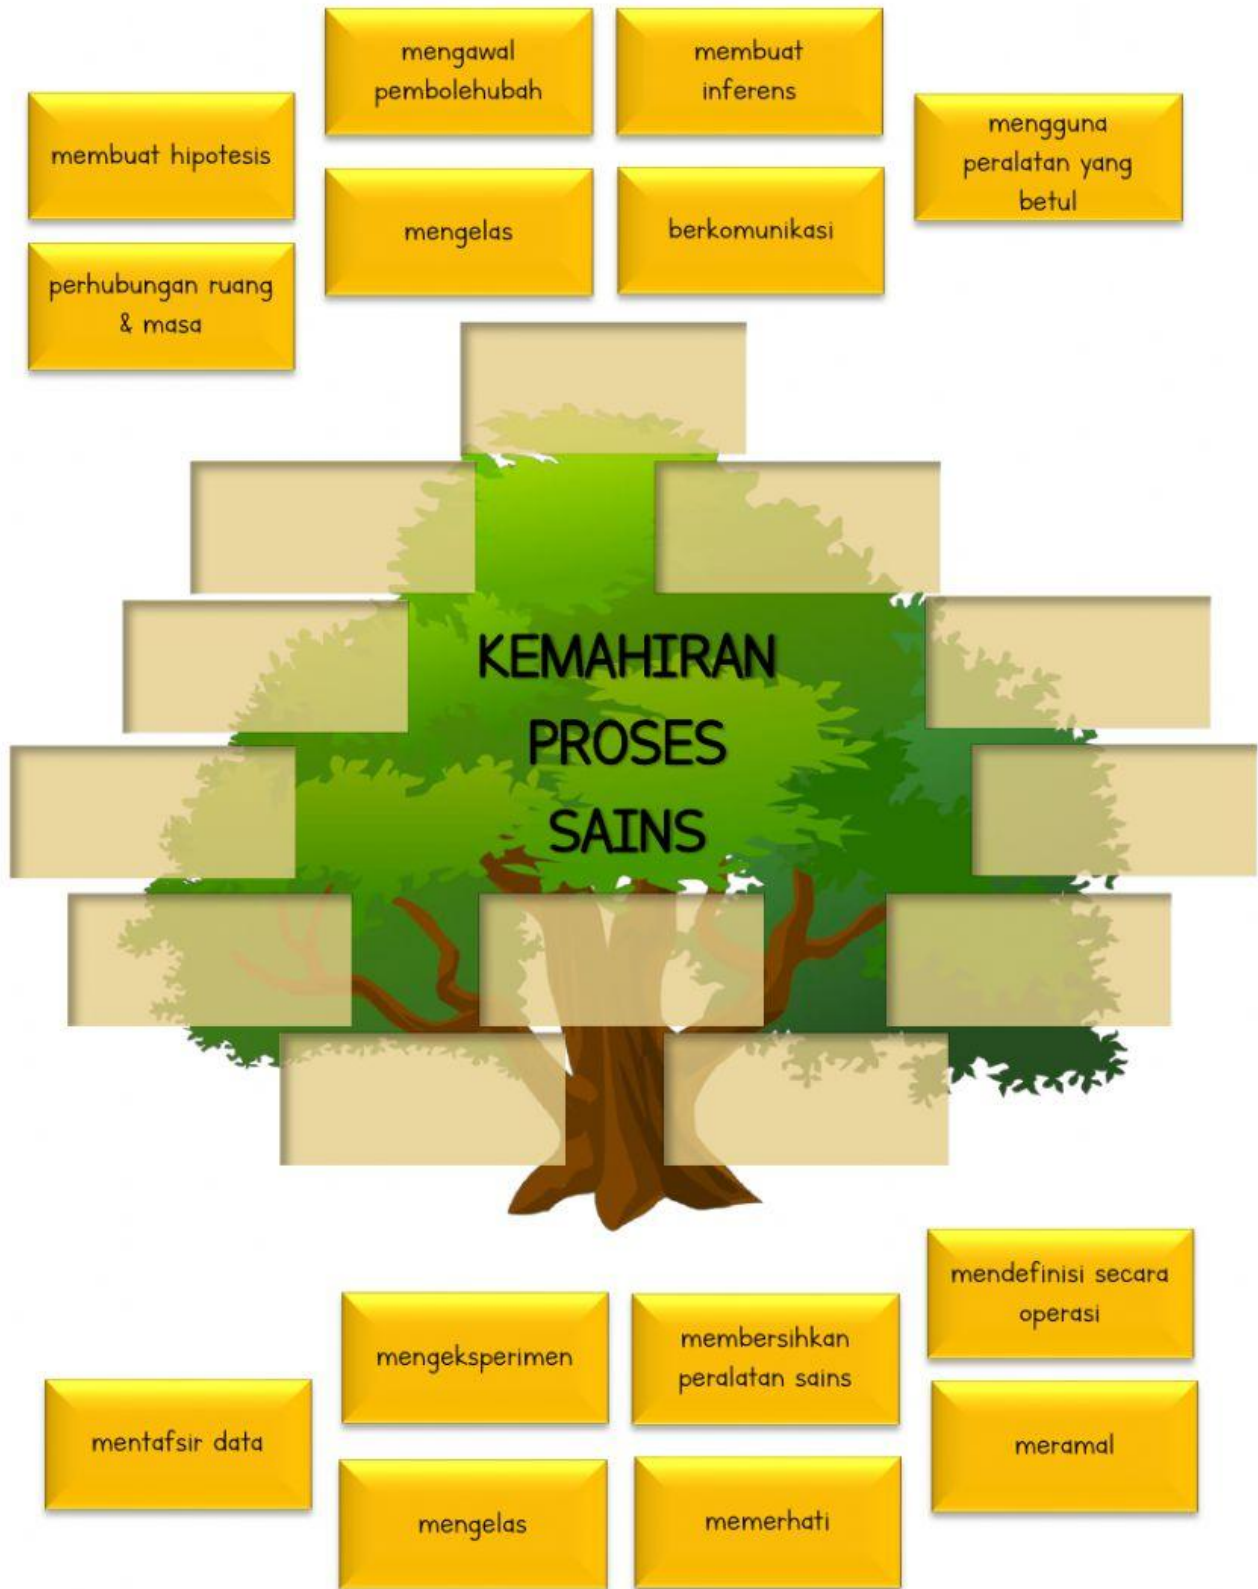 mengawal
pembolehubah
membuat
inferens
membuat hipotesis
mengguna
peralatan yang
betul
mengelas
berkomunikasi
perhubungan ruang
& masa
KEMAHIRAN
PROSES
SAINS
mendefinisi secara
operasi
mengeksperimen
membersihkan
peralatan sains
mentafsir data
meramal
mengelas
memerhati